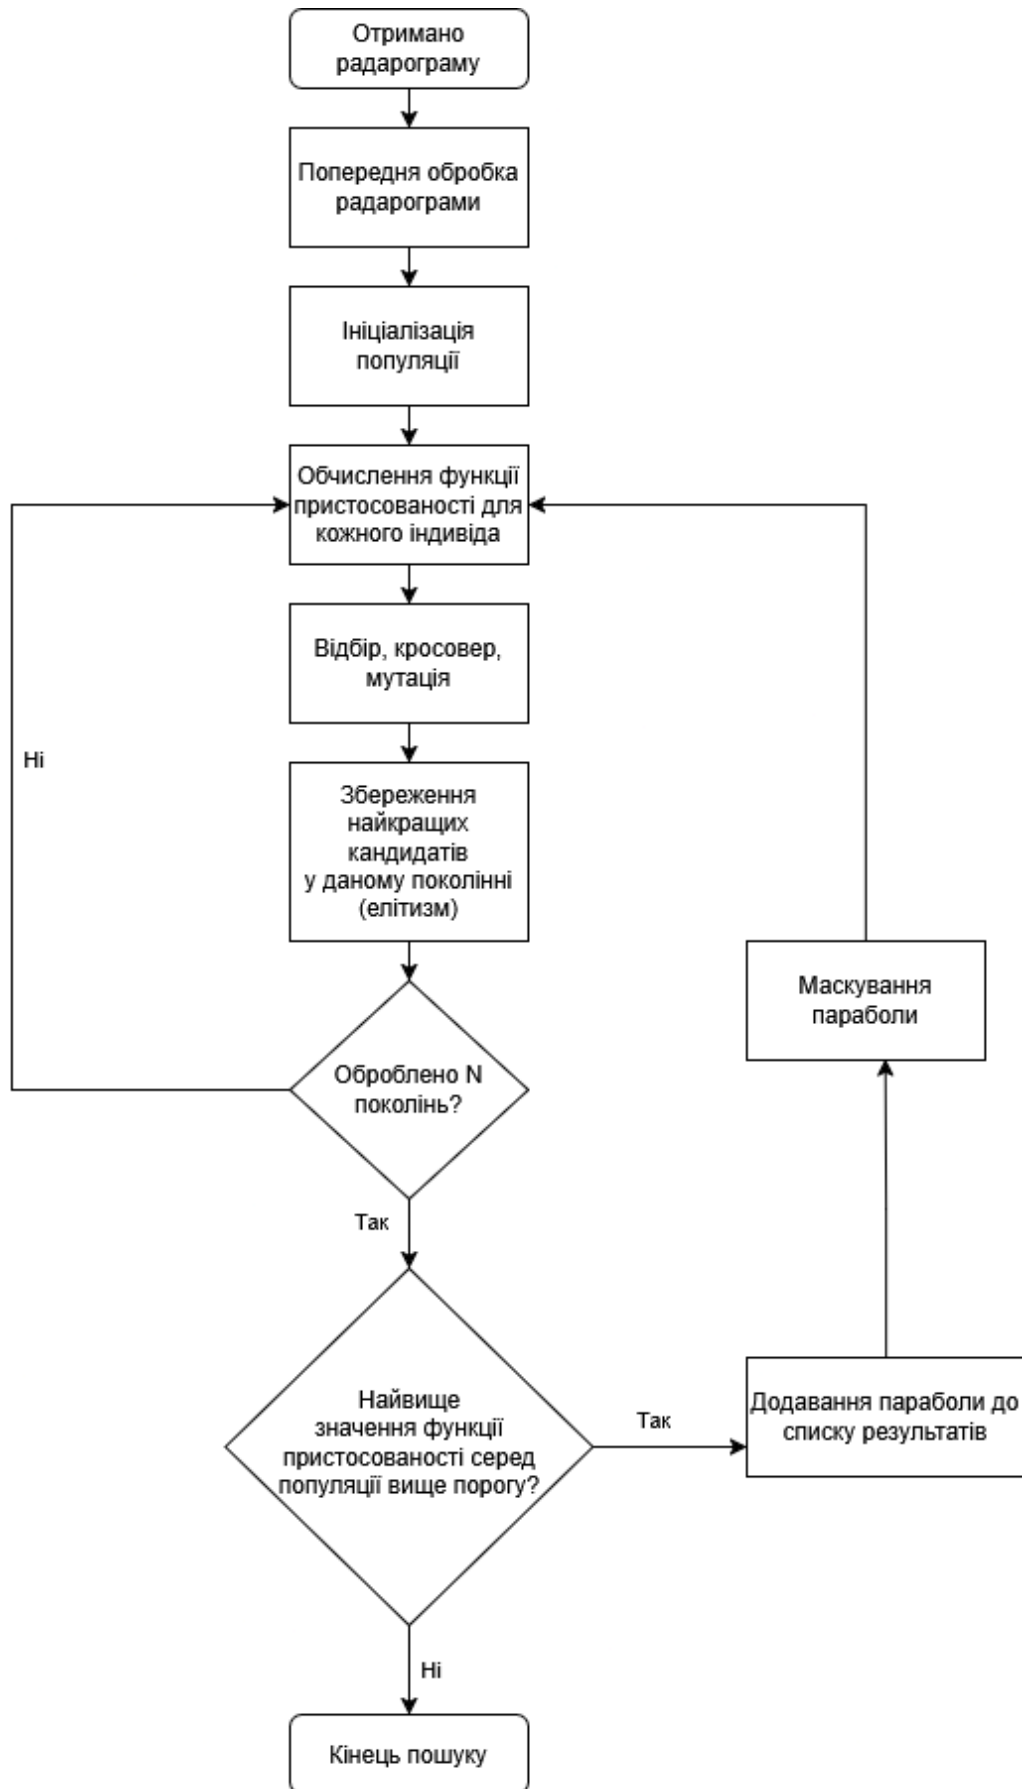 Отримано
радарограму
Попередня обробка
радарограми
Ініціалізація
популяції
Обчислення функції
пристосованості для
кожного індивіда
Відбір, кросовер,
мутація
Ні
Збереження
найкращих
кандидатів
у даному поколінні
(елітизм)
Маскування
параболи
Оброблено N
поколінь?
Так
Найвище
значення функції
пристосованості серед
популяції вище порогу?
Так
Додавання параболи до
списку результатів
Ні
Кінець пошуку